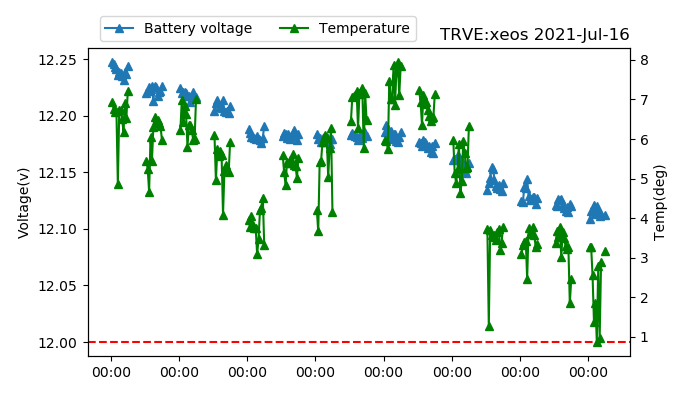 Battery voltage Temperature
TRVE:xeos 2021-Jul-16
12.25
12.20
12.15
12.10
12.05
12.00
Voltage(v)
8
7
6
5
4
3
2
1
Temp(deg)
00:00 00:00 00:00 00:00 00:00 00:00 00:00 00:00